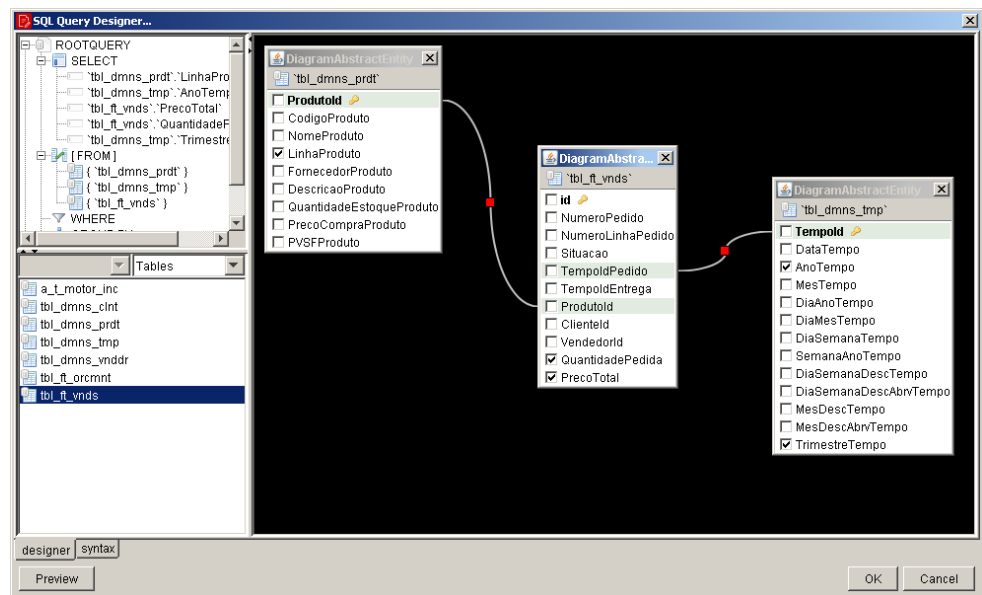 SQL Query Designer...
ROOTQUERY
SELECT
`tbl_dmns_prdt`.`LinhaPro
`tbl_dmns_tmp`.`AnoTemp
`tbl_ft_vnds`.`PrecoTotal`
`tbl_ft_vnds`.`QuantidadeF
`tbl_dmns_tmp`.`Trimestre
[FROM]
{ `tbl_dmns_prdt` }
{ `tbl_dmns_tmp` }
{ `tbl_ft_vnds` }
WHERE
Tables
a_t_motor_inc
tbl_dmns_clnt
tbl_dmns_prdt
tbl_dmns_tmp
tbl_dmns_vnddr
tbl_ft_orcmnt
tbl_ft_vnds
DiagramAbstractEntity
`tbl_dmns_prdt`
ProdutoId
CodigoProduto
NomeProduto
LinhaProduto
FornecedorProduto
DescricaoProduto
QuantidadeEstoqueProduto
PrecoCompraProduto
PVSFProduto
DiagramAbstra...
`tbl_ft_vnds`
id
NumeroPedido
NumeroLinhaPedido
Situacao
TempoIdPedido
TempoIdEntrega
ProdutoId
ClienteId
VendedorId
QuantidadePedida
PrecoTotal
DiagramAbstractEntity
`tbl_dmns_tmp`
TempoId
DataTempo
AnoTempo
MesTempo
DiaAnoTempo
DiaMesTempo
DiaSemanaTempo
SemanaAnoTempo
DiaSemanaDescTempo
DiaSemanaDescAbrvTempo
MesDescTempo
MesDescAbrvTempo
TrimestreTempo
designer syntax
Preview OK Cancel